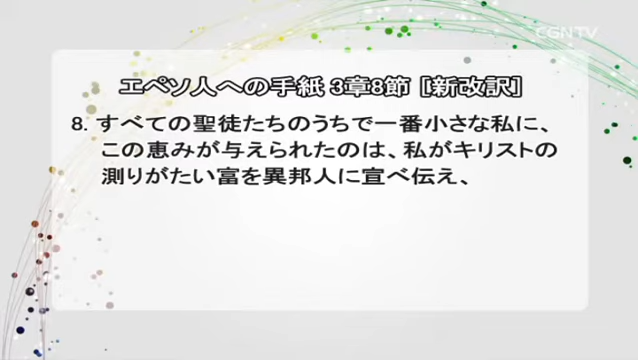 CGNTV
エペソ人への手紙 3章8節 [新改訳]
8. すべての聖徒たちのうちで一番小さな私に、
この恵みが与えられたのは、私がキリストの
測りがたい富を異邦人に宣べ伝え、